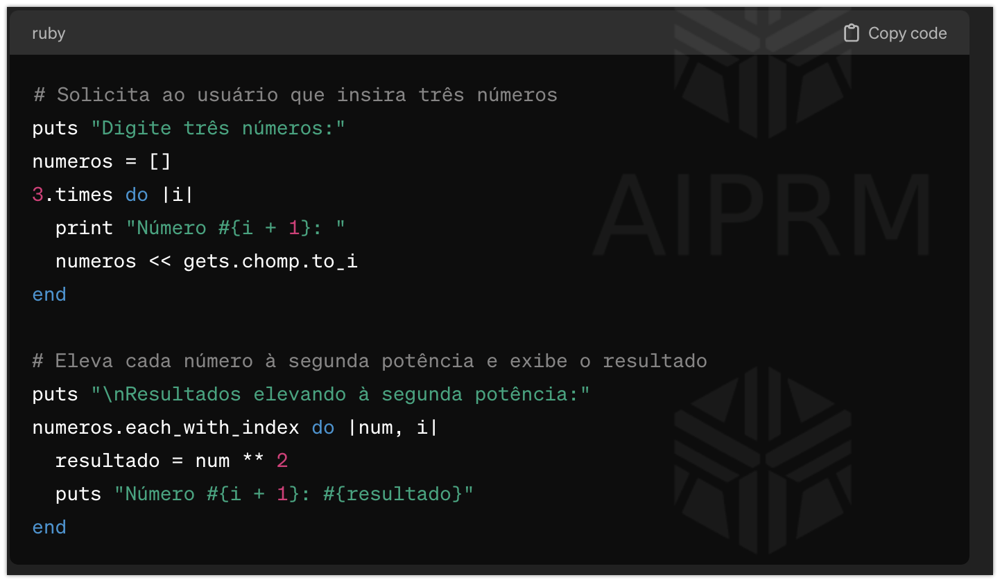 ruby
Copy code
# Solicita ao usuário que insira três números
puts "Digite três números:"
numeros = []
3.times do |i|
  print "Número #{i + 1}: "
  numeros << gets.chomp.to_i
end
AIPRM
# Eleva cada número à segunda potência e exibe o resultado
puts "\nResultados elevando à segunda potência:"
numeros.each_with_index do |num, i|
  resultado = num ** 2
  puts "Número #{i + 1}: #{resultado}"
end